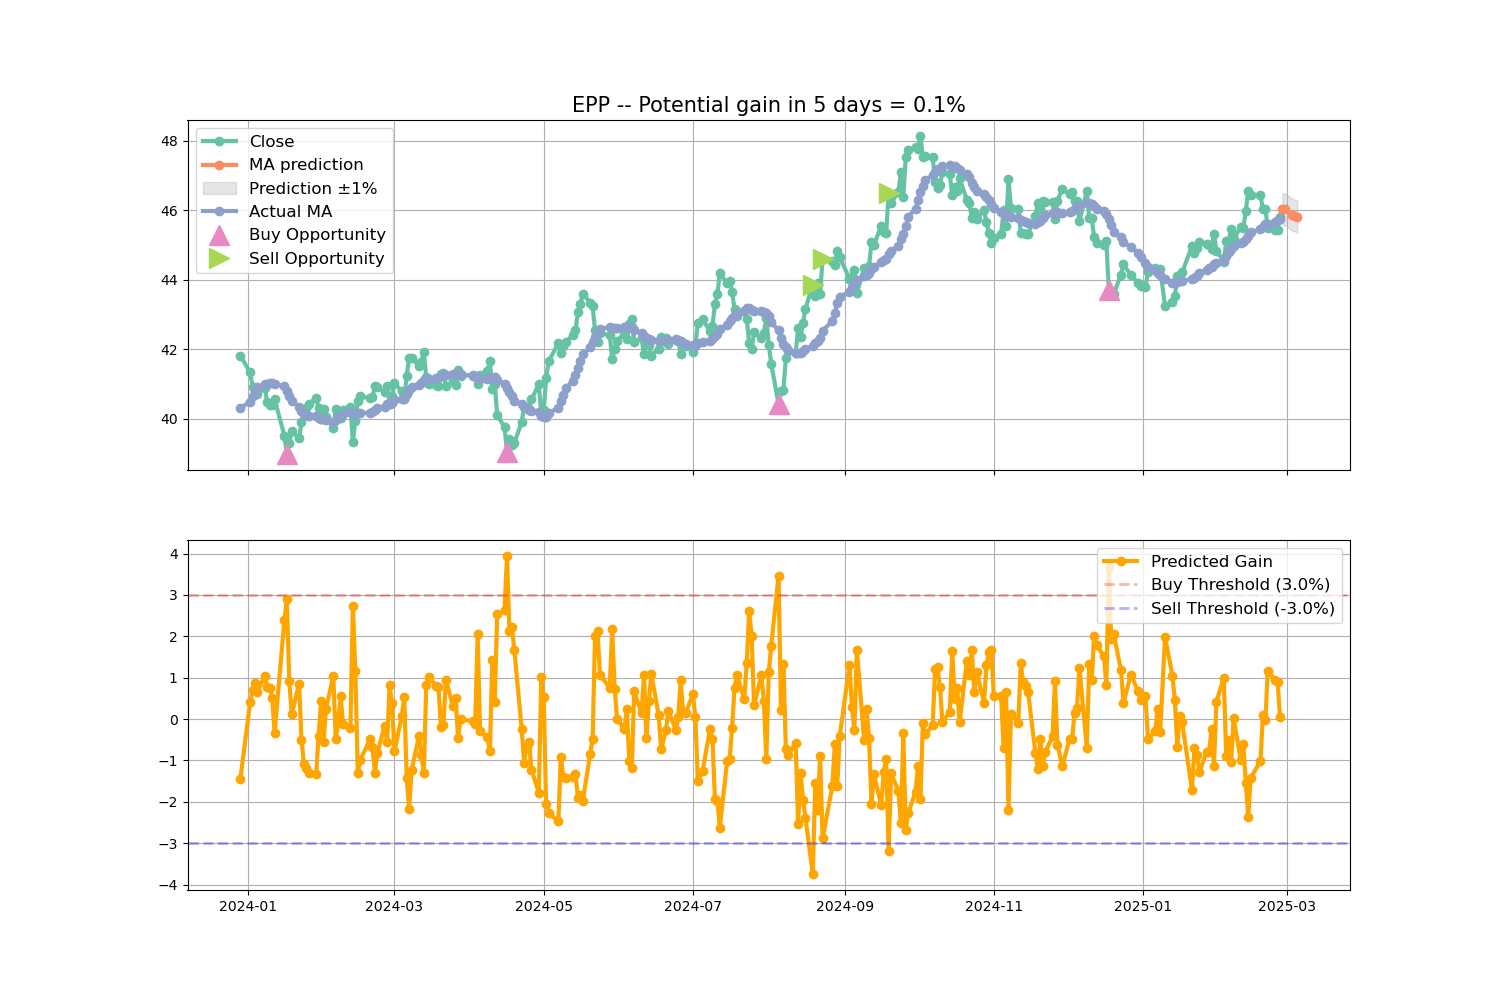 EPP -- Potential gain in 5 days = 0.1%
48
46
44
42
40
Close
MA prediction
Prediction ±1%
Actual MA
Buy Opportunity
Sell Opportunity
4
3
2
1
0
−1
−2
−3
−4
Predicted Gain
Buy Threshold (3.0%)
Sell Threshold (-3.0%)
2024-01
2024-03
2024-05
2024-07
2024-09
2024-11
2025-01
2025-03